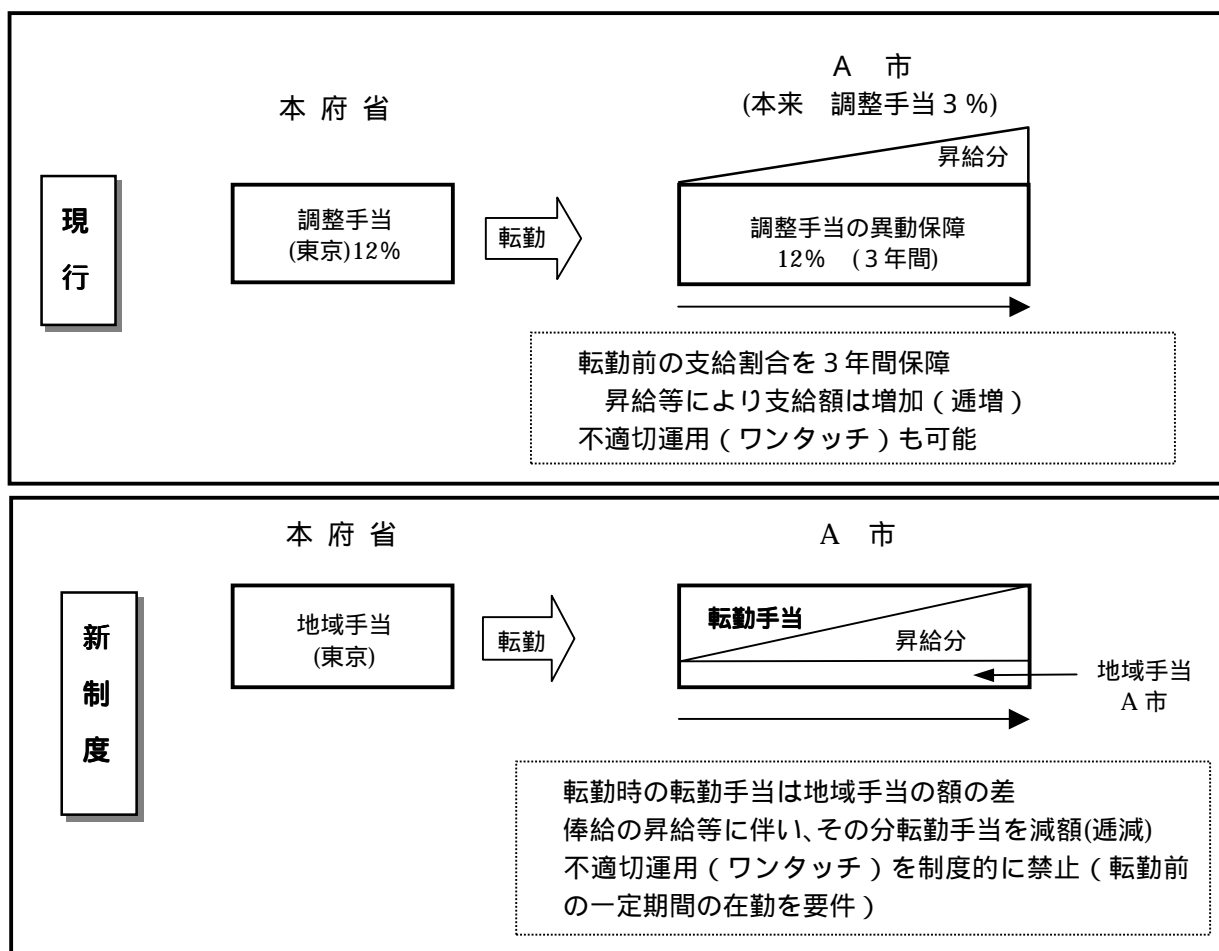 A　市
本 府 省
(本来　調整手当３%)
昇給分
現
行
調整手当
(東京)12%
転勤
調整手当の異動保障
12%　(３年間)
転勤前の支給割合を３年間保障
昇給等により支給額は増加（逓増）
不適切運用（ワンタッチ）も可能
本 府 省
A　市
新
制
度
地域手当
(東京)
転勤
転勤手当
昇給分
地域手当
A 市
転勤時の転勤手当は地域手当の額の差
俸給の昇給等に伴い、その分転勤手当を減額(逓減)
不適切運用（ワンタッチ）を制度的に禁止（転勤前
の一定期間の在勤を要件）